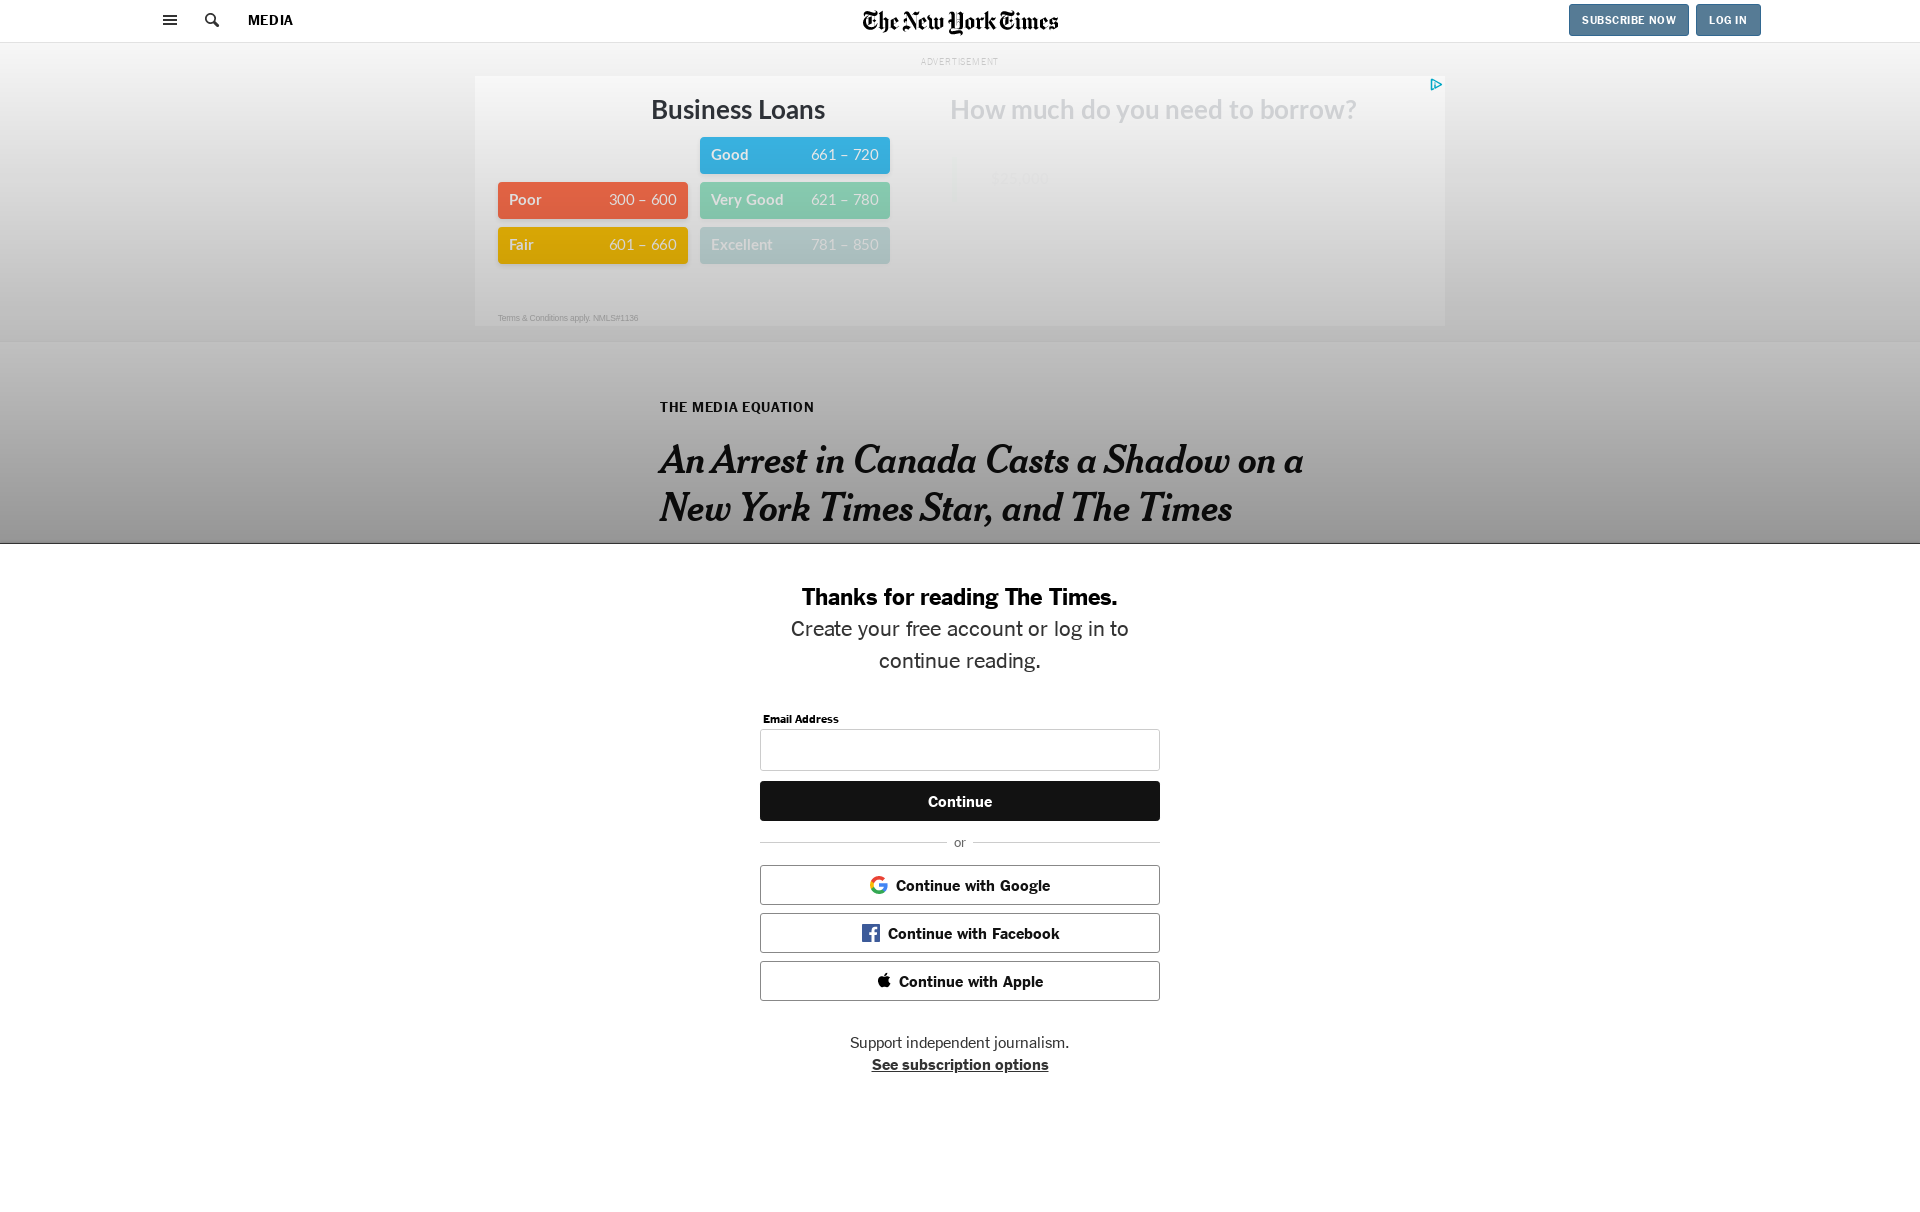 MEDIA
The New York Times
SUBSCRIBE NOW
LOG IN
ADVERTISEMENT
Business Loans
How much do you need to borrow?
Good 661 – 720
Poor 300 – 600
Very Good 621 – 780
Fair 601 – 660
Excellent 781 – 850
Terms & Conditions apply. NMLS#1136
THE MEDIA EQUATION
An Arrest in Canada Casts a Shadow on a
New York Times Star, and The Times
Thanks for reading The Times.
Create your free account or log in to
continue reading.
Email Address
Continue
or
Continue with Google
Continue with Facebook
Continue with Apple
Support independent journalism.
See subscription options